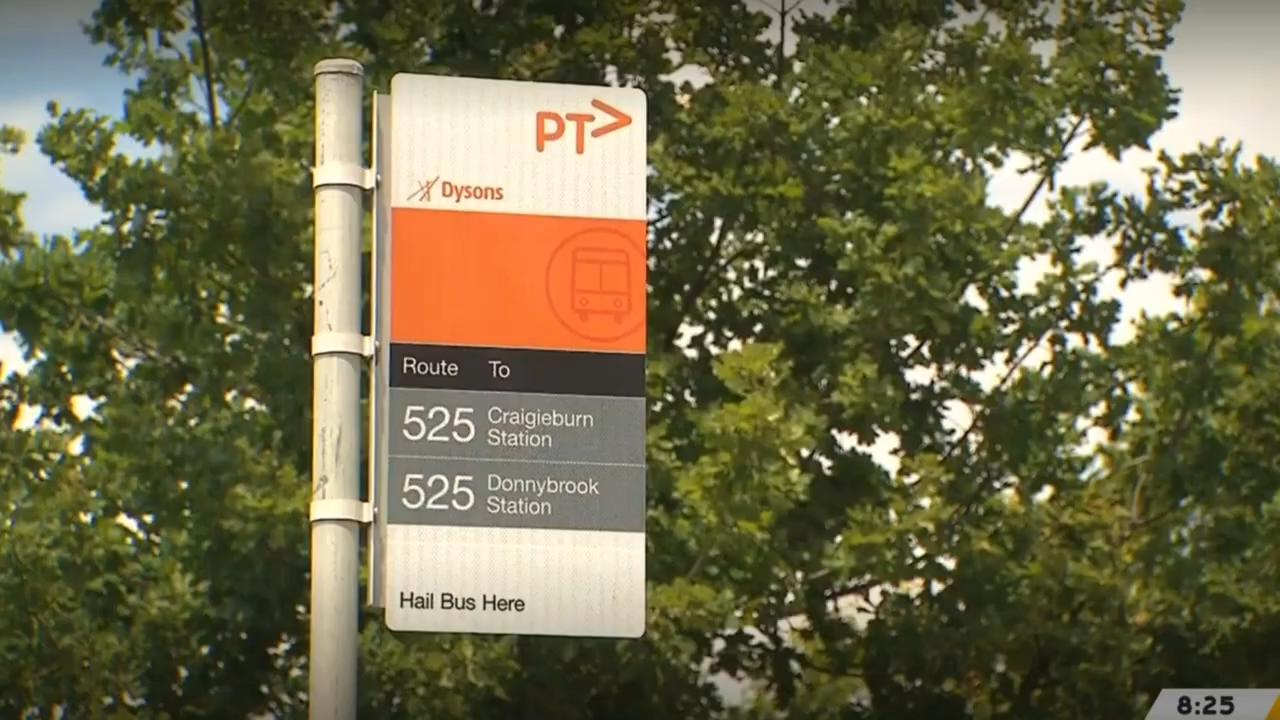 PT>
Dysons
Route To
525 Craigieburn
Station
525 Donnybrook
Station
Hail Bus Here
8:25